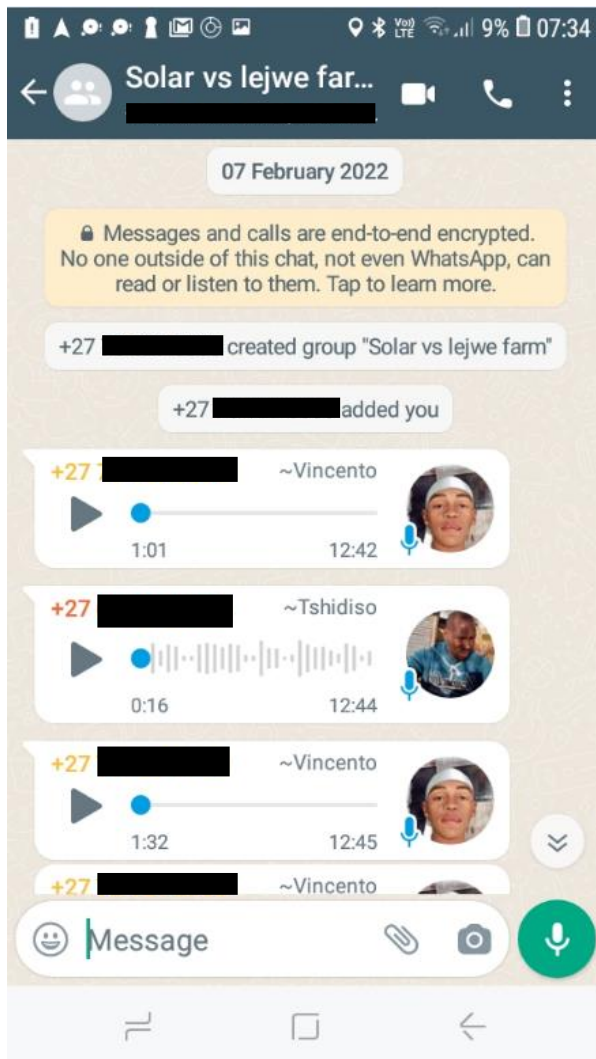 9% 07:34
Solar vs lejwe far...
07 February 2022
Messages and calls are end-to-end encrypted.
No one outside of this chat, not even WhatsApp, can
read or listen to them. Tap to learn more.
+27 created group "Solar vs lejwe farm"
+27 added you
+27 ~Vincento
1:01 12:42
+27 ~Tshidiso
0:16 12:44
+27 ~Vincento
1:32 12:45
+27 ~Vincento
Message